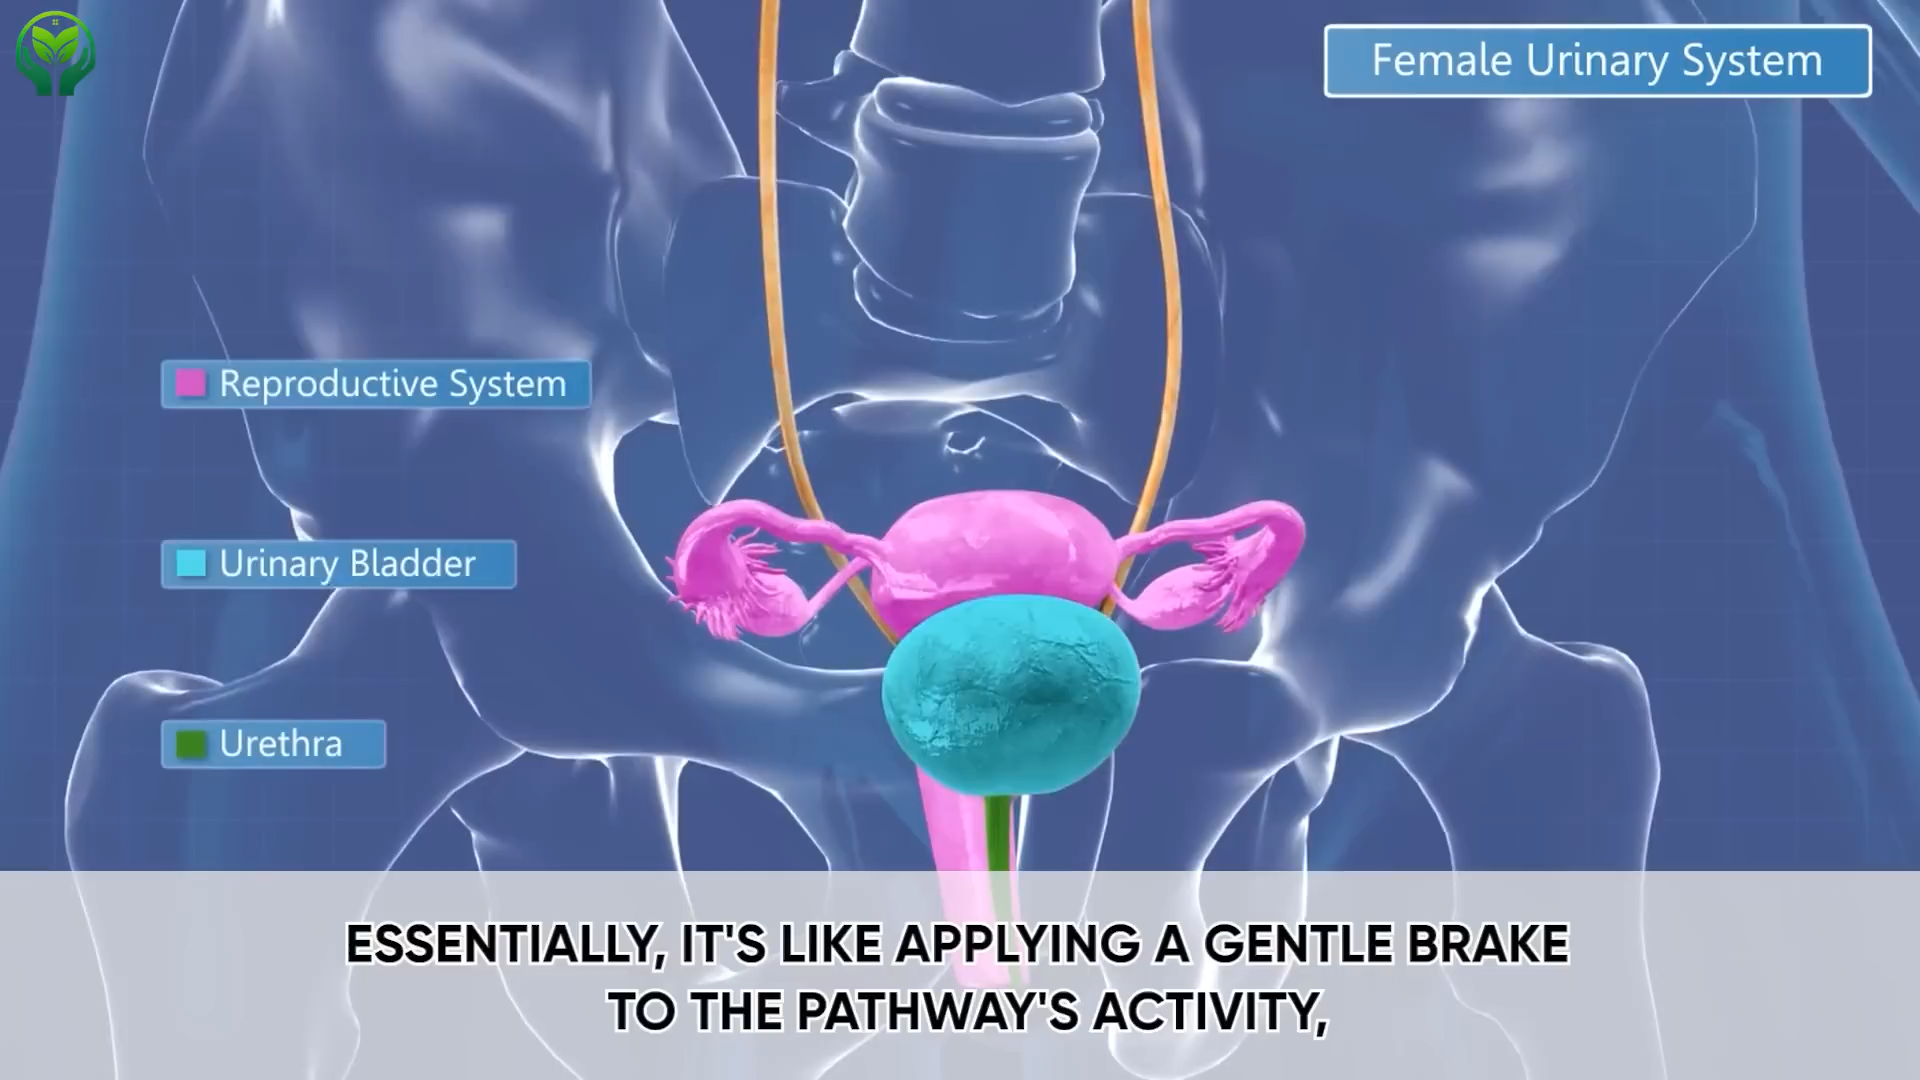 Female Urinary System
Reproductive System
Urinary Bladder
Urethra
ESSENTIALLY, IT'S LIKE APPLYING A GENTLE BRAKE
TO THE PATHWAY'S ACTIVITY,